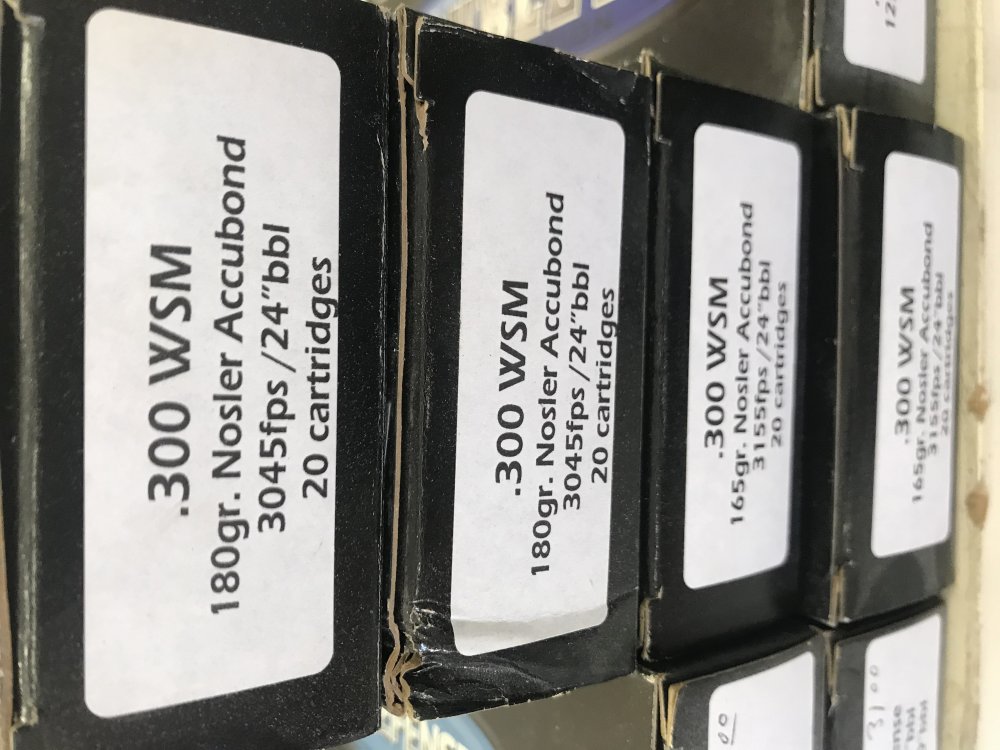 .300 WSM
180gr. Nosler Accubond
3045fps /24"bbl
20 cartridges
.300 WSM
180gr. Nosler Accubond
3045fps /24"bbl
20 cartridges
.300 WSM
165gr. Nosler Accubond
3155fps /24"bbl
20 cartridges
.300 WSM
165gr. Nosler Accubond
3155fps /24"bbl
20 cartridges
00
3100